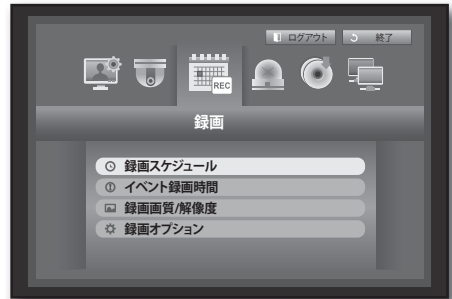 ログアウト 終了
REC
録画
録画スケジュール
イベント録画時間
録画画質/解像度
録画オプション